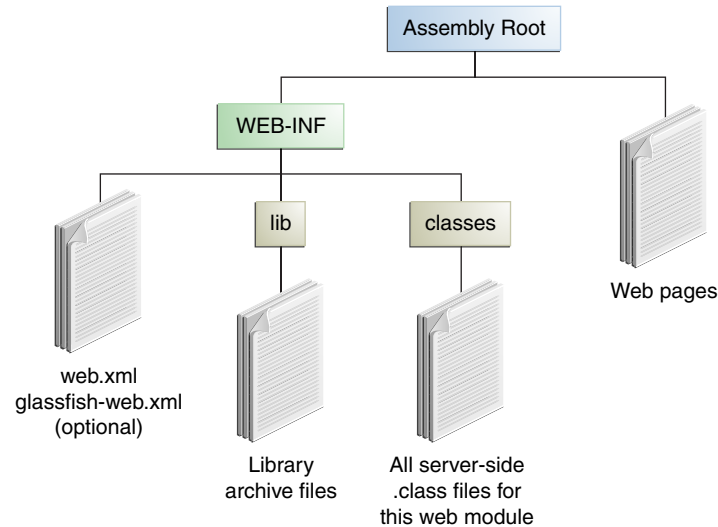 Assembly Root
WEB-INF
lib
classes
Web pages
web.xml
glassfish-web.xml
(optional)
Library
archive files
All server-side
.class files for
this web module